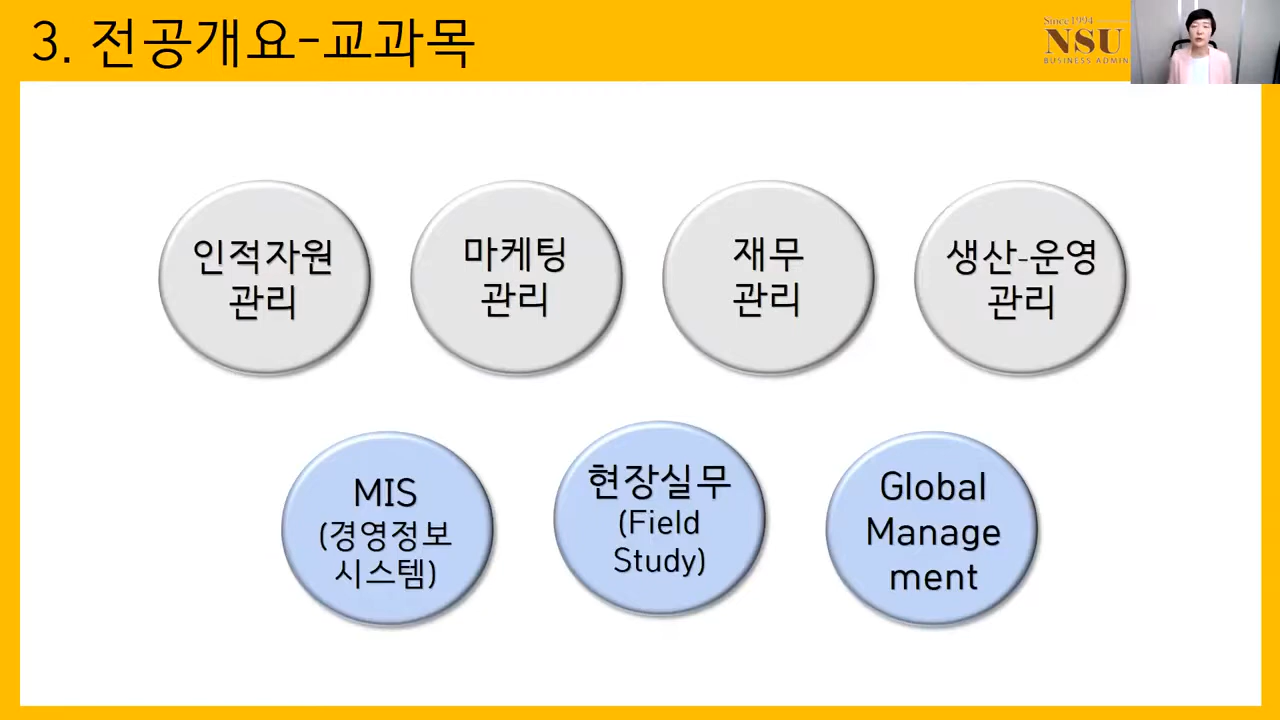 3. 전공개요-교과목
Since 1994
NSU
BUSINESS ADMIN
인적자원
관리
마케팅
관리
재무
관리
생산-운영
관리
MIS
(경영정보
시스템)
현장실무
(Field
Study)
Global
Manage
ment